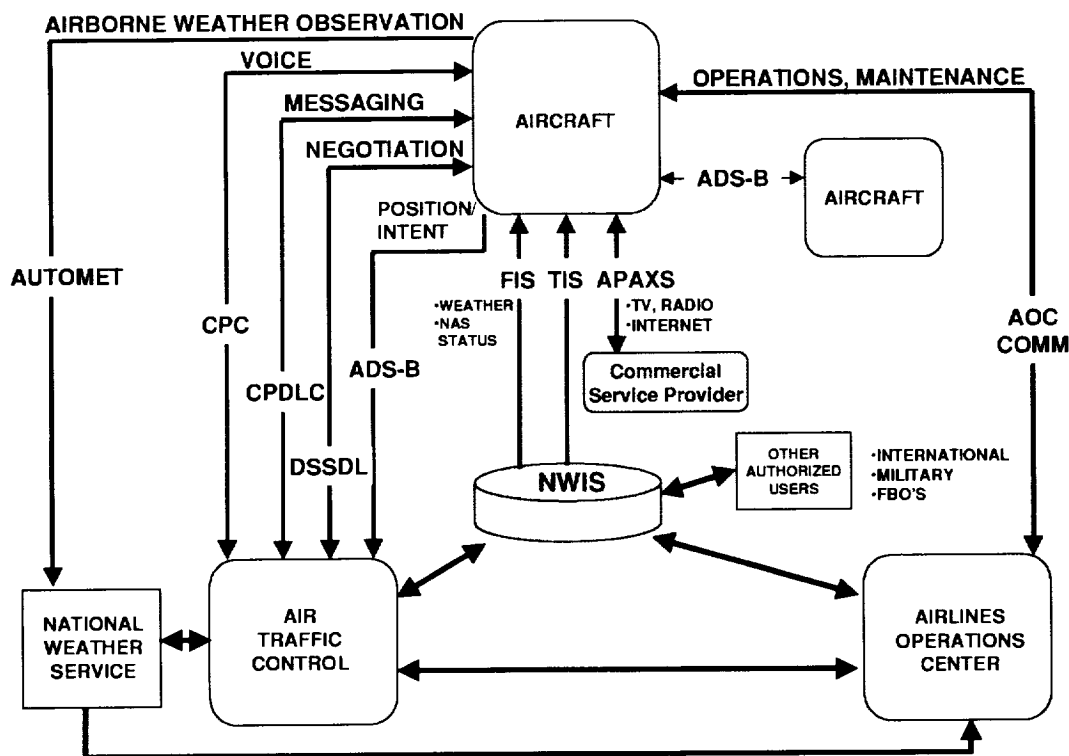 AIRBORNE WEATHER OBSERVATION
VOICE
MESSAGING
NEGOTIATION
POSITION/
INTENT
AIRCRAFT
OPERATIONS, MAINTENANCE
ADS-B
AIRCRAFT
AUTOMET
CPC
CPDLC
DSSDL
ADS-B
FIS
•WEATHER
•NAS
STATUS
TIS
APAXS
•TV, RADIO
•INTERNET
Commercial
Service Provider
AOC
COMM
NWIS
OTHER
AUTHORIZED
USERS
•INTERNATIONAL
•MILITARY
•FBO'S
NATIONAL
WEATHER
SERVICE
AIR
TRAFFIC
CONTROL
AIRLINES
OPERATIONS
CENTER